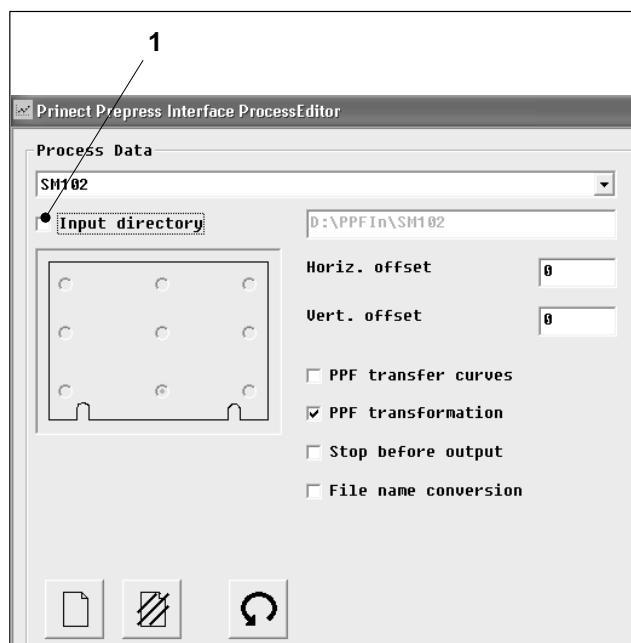 1
Prinect Prepress Interface ProcessEditor
Process Data
SM102
Input directory
D:\PPFIn\SM102
Horiz. offset
0
Vert. offset
0
PPF transfer curves
PPF transformation
Stop before output
File name conversion